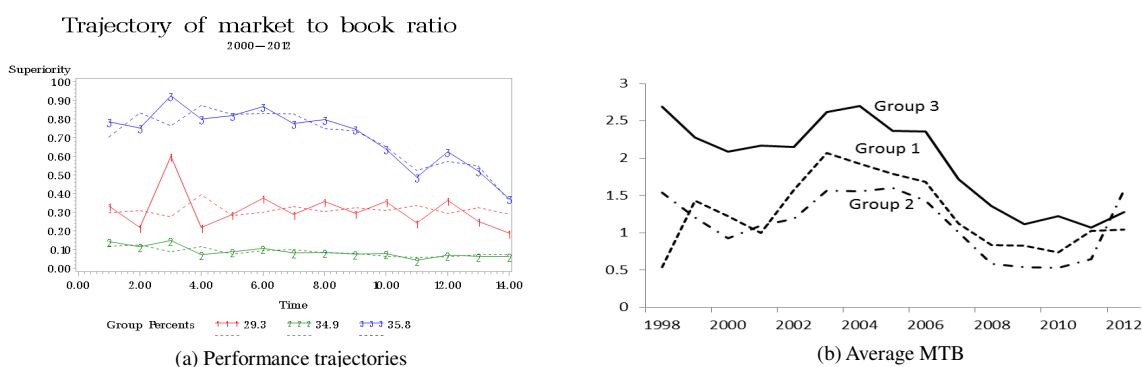 Trajectory of market to book ratio
2000—2012
Superiority
1.00
0.90
0.80
0.70
0.60
0.50
0.40
0.30
0.20
0.10
0.00
0.00 2.00 4.00 6.00 8.00 10.00 12.00 14.00
Time
Group Percents 29.3 34.9 35.8
(a) Performance trajectories
3
2.5
2
1.5
1
0.5
0
Group 3
Group 1
Group 2
1998 2000 2002 2004 2006 2008 2010 2012
(b) Average MTB